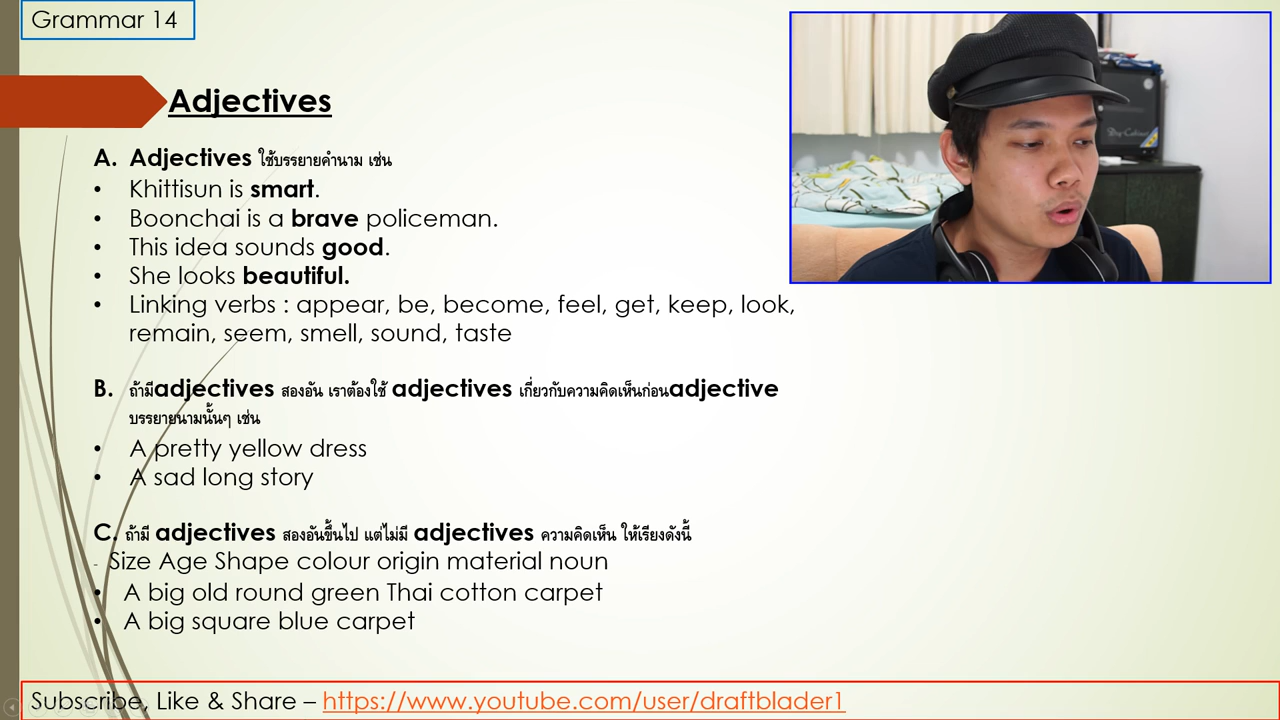 Grammar 14
Adjectives
A. Adjectives ใช้บรรยายคำนาม เช่น
• Khittisun is smart.
• Boonchai is a brave policeman.
• This idea sounds good.
• She looks beautiful.
• Linking verbs : appear, be, become, feel, get, keep, look,
remain, seem, smell, sound, taste
B. ถ้ามีadjectives สองอัน เราต้องใช้ adjectives เกี่ยวกับความคิดเห็นก่อนadjective
บรรยายนามนั้นๆ เช่น
• A pretty yellow dress
• A sad long story
C. ถ้ามี adjectives สองอันขึ้นไป แต่ไม่มี adjectives ความคิดเห็น ให้เรียงดังนี้
- Size Age Shape colour origin material noun
• A big old round green Thai cotton carpet
• A big square blue carpet
Subscribe, Like & Share – https://www.youtube.com/user/draftblader1